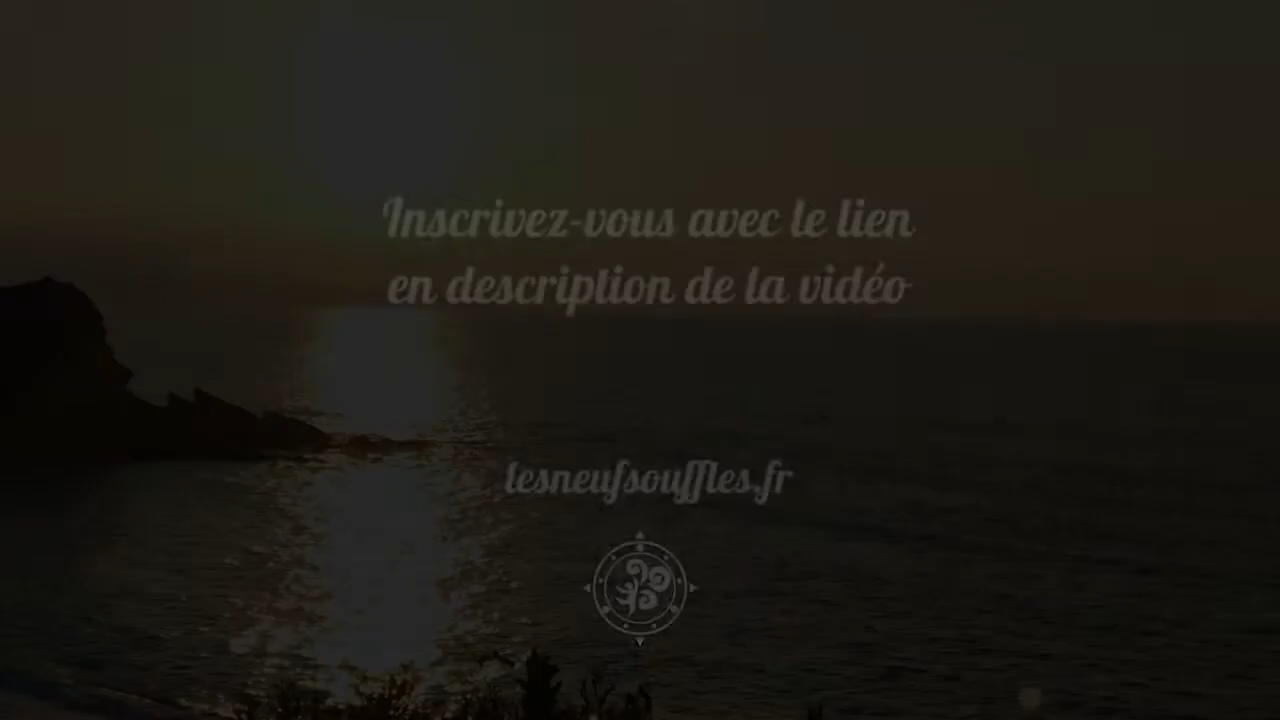 Inscrivez-vous avec le lien
en description de la vidéo
lesneufsouffles.fr